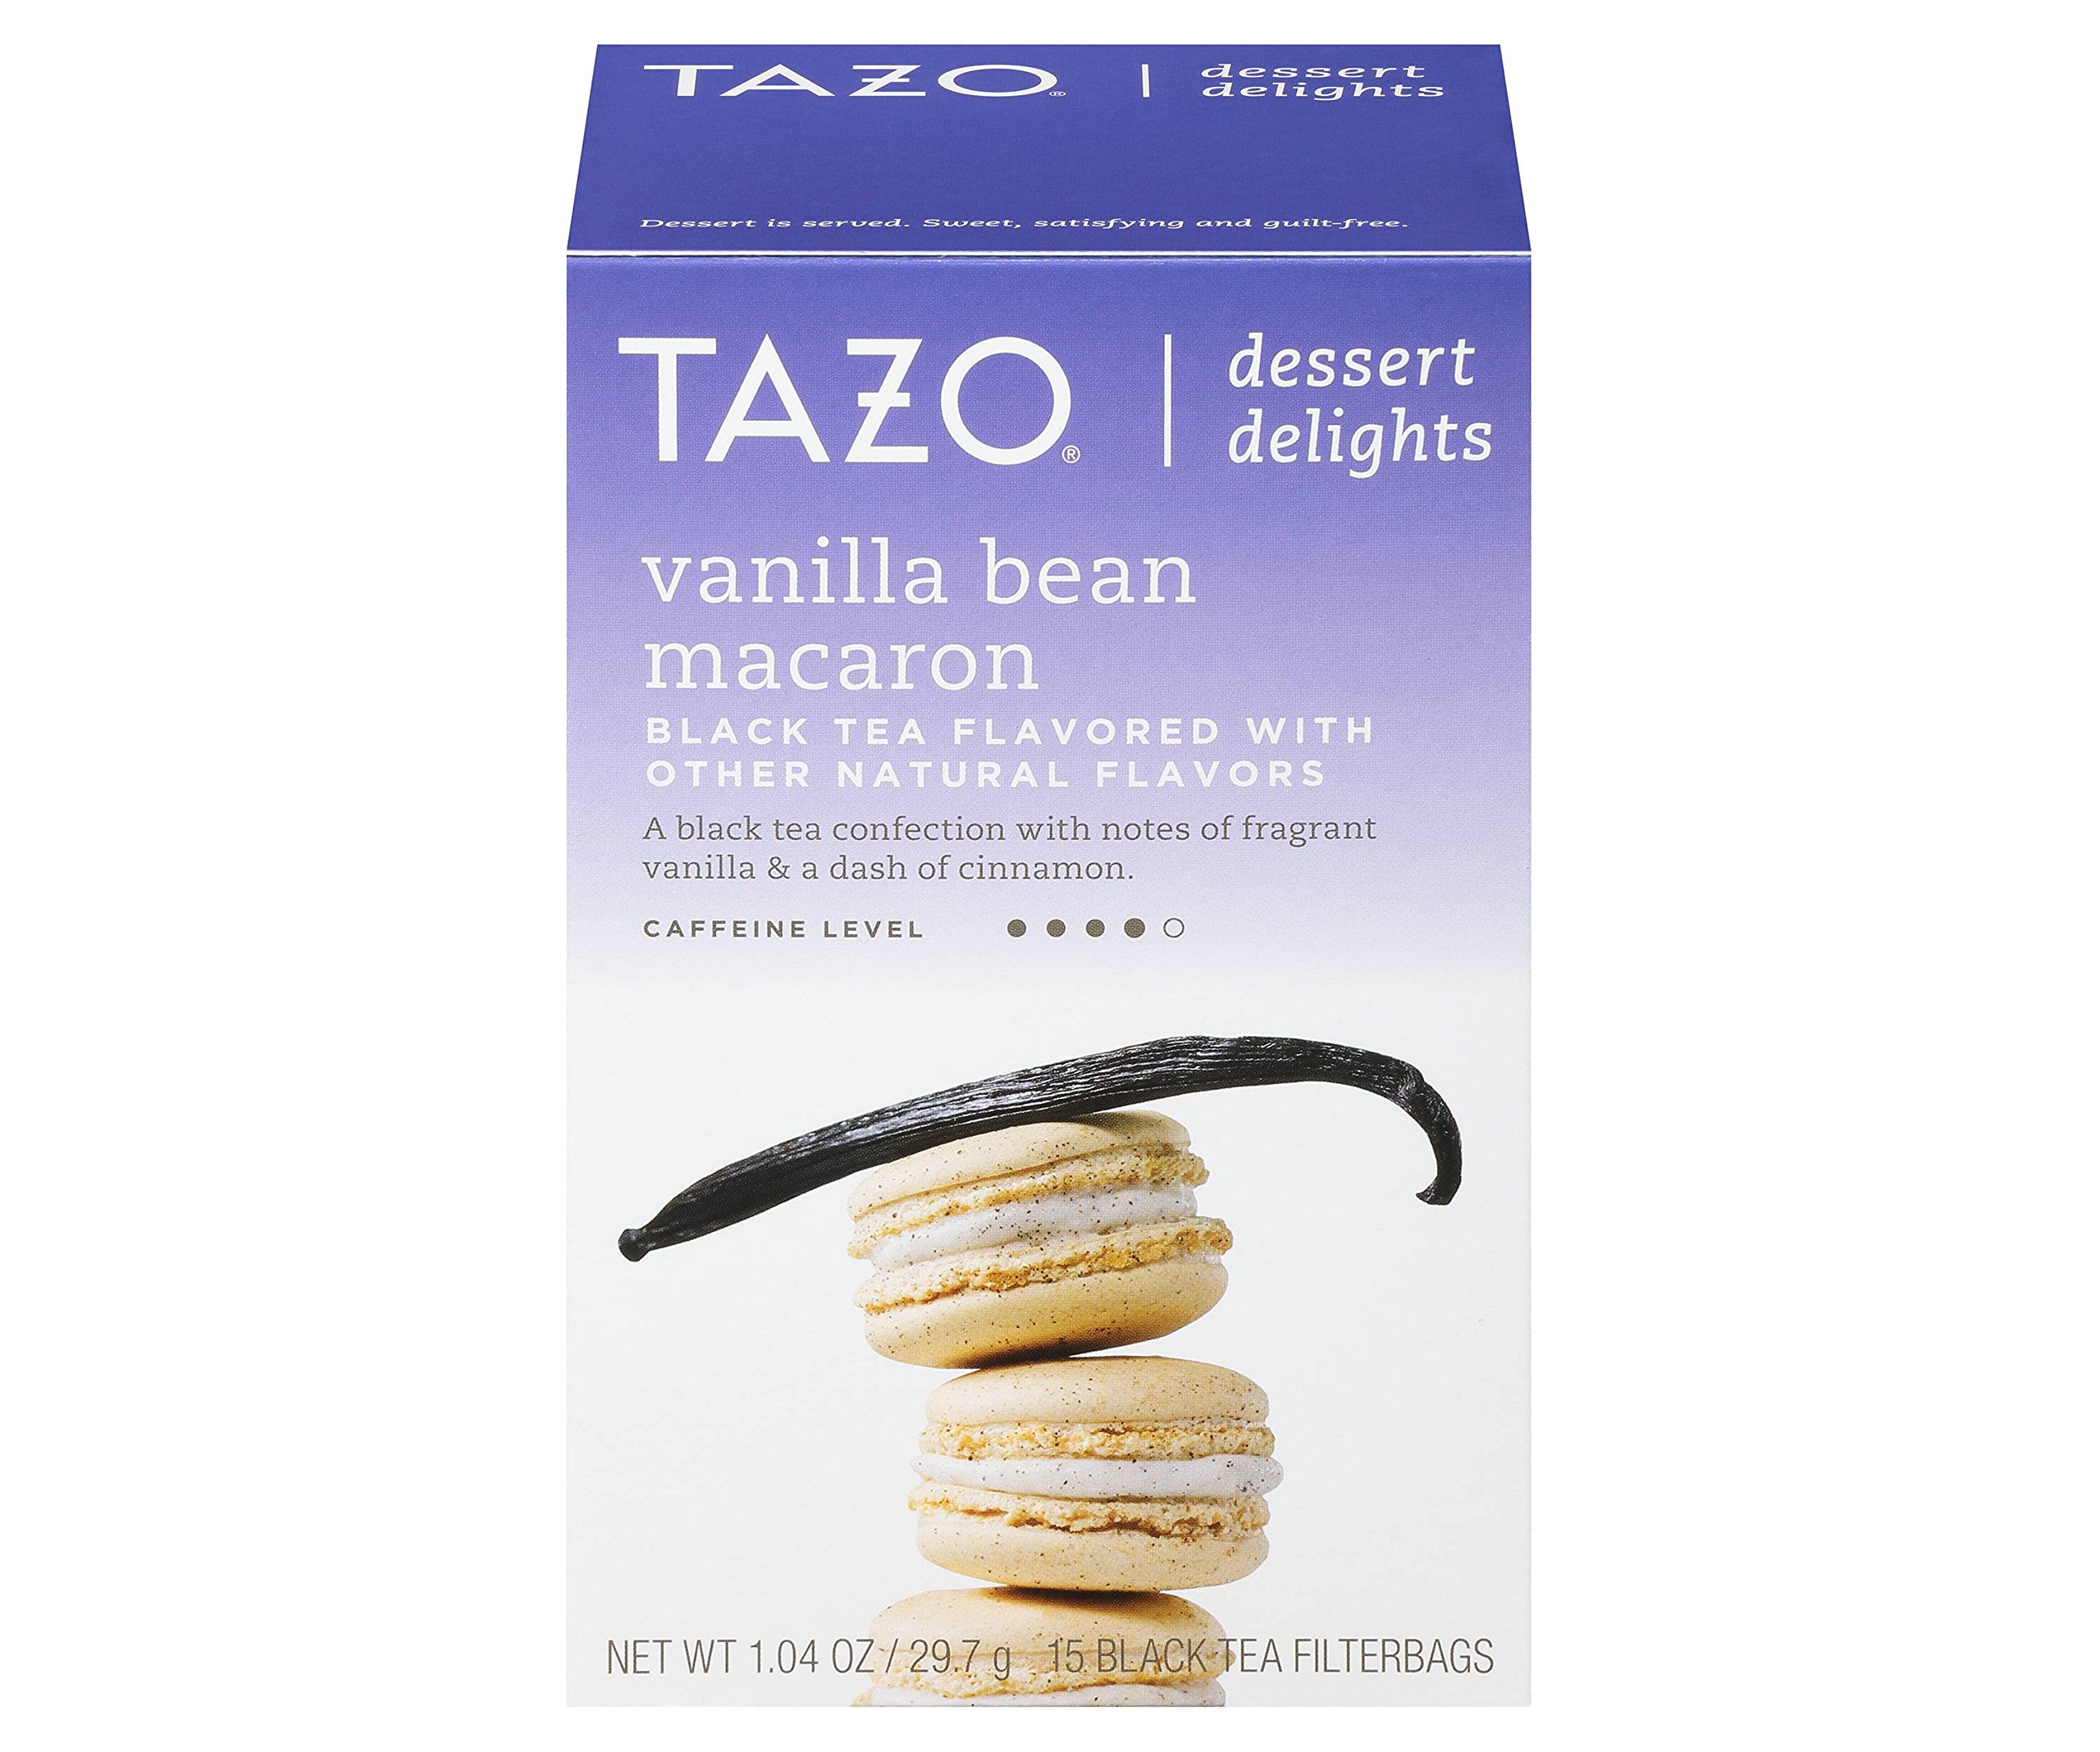 TAZO® | dessert
delights
Dessert is served. Sweet, satisfying and guilt-free.
TAZO® | dessert
delights
vanilla bean
macaron
BLACK TEA FLAVORED WITH
OTHER NATURAL FLAVORS
A black tea confection with notes of fragrant
vanilla & a dash of cinnamon.
CAFFEINE LEVEL
NET WT 1.04 OZ / 29.7 g 15 BLACK TEA FILTERBAGS